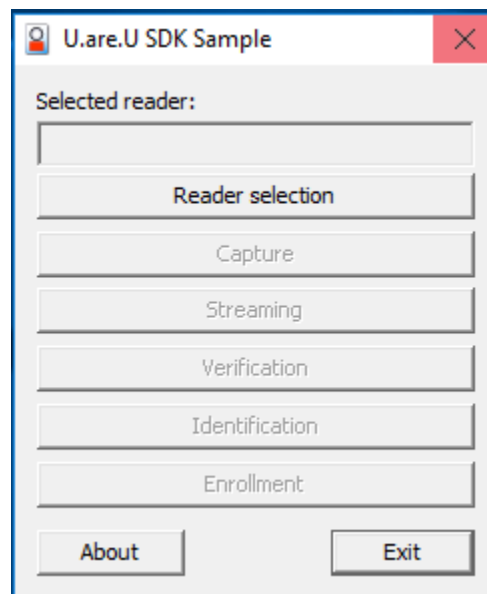 U.are.U SDK Sample
Selected reader:
Reader selection
Capture
Streaming
Verification
Identification
Enrollment
About
Exit